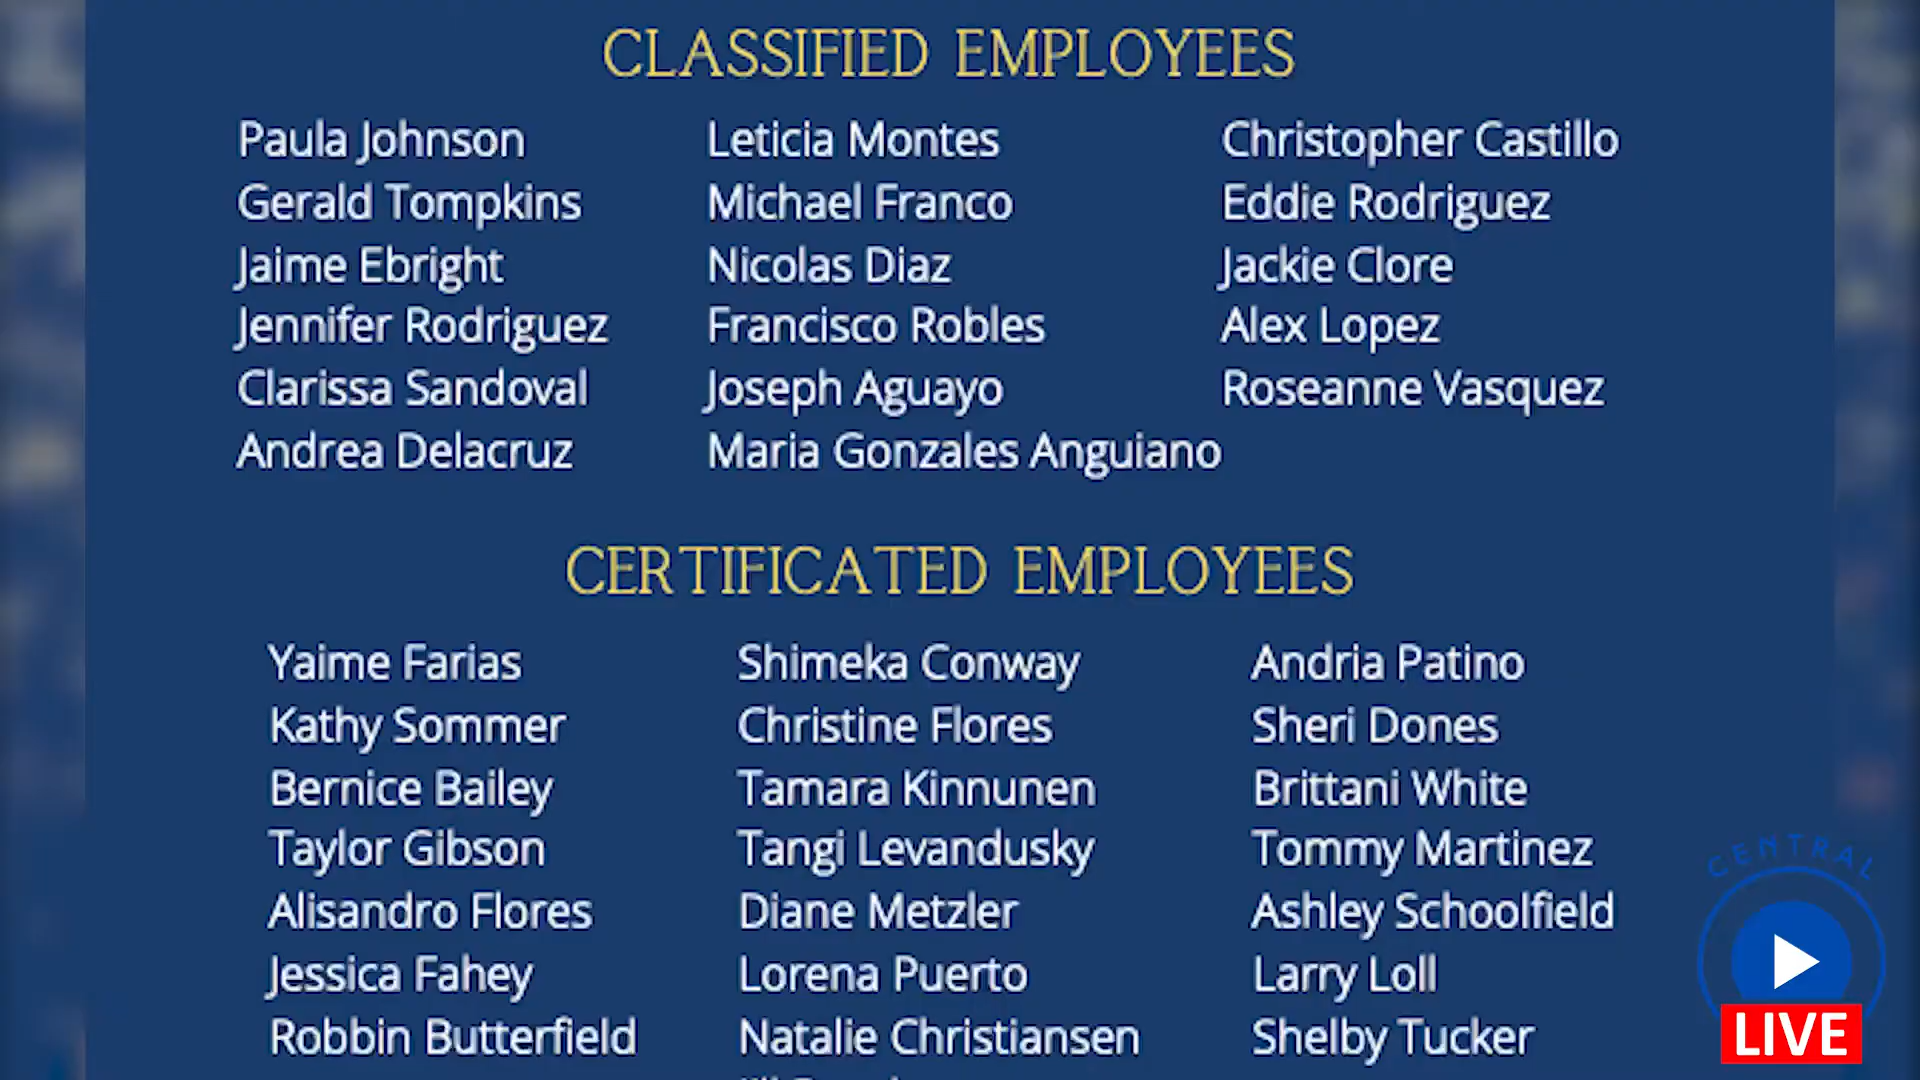 CLASSIFIED EMPLOYEES
Paula Johnson
Gerald Tompkins
Jaime Ebright
Jennifer Rodriguez
Clarissa Sandoval
Andrea Delacruz
Leticia Montes
Michael Franco
Nicolas Diaz
Francisco Robles
Joseph Aguayo
Maria Gonzales Anguiano
Christopher Castillo
Eddie Rodriguez
Jackie Clore
Alex Lopez
Roseanne Vasquez
CERTIFICATED EMPLOYEES
Yaime Farias
Kathy Sommer
Bernice Bailey
Taylor Gibson
Alisandro Flores
Jessica Fahey
Robbin Butterfield
Shimeka Conway
Christine Flores
Tamara Kinnunen
Tangi Levandusky
Diane Metzler
Lorena Puerto
Natalie Christiansen
Andria Patino
Sheri Dones
Brittani White
Tommy Martinez
Ashley Schoolfield
Larry Loll
Shelby Tucker
CENTRAL
LIVE